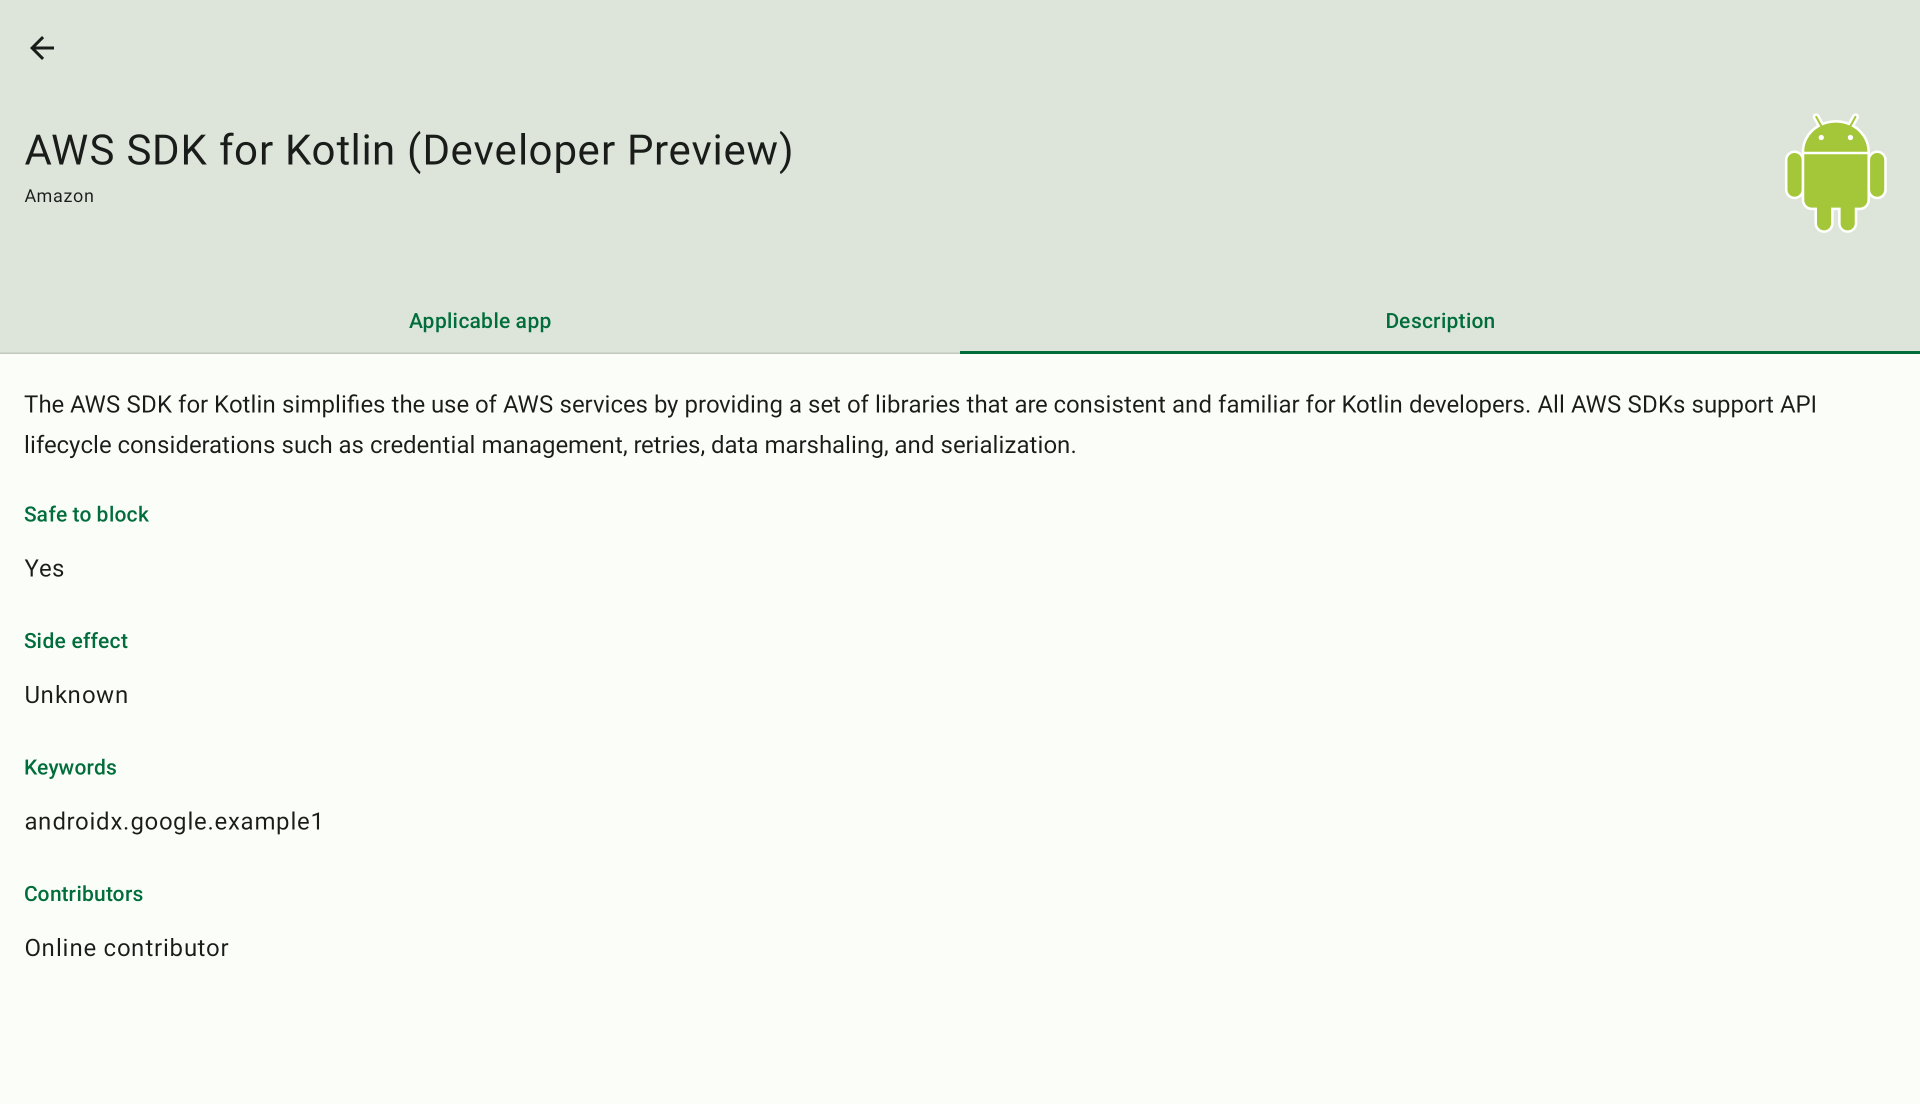 AWS SDK for Kotlin (Developer Preview)
Amazon
Applicable app
Description
The AWS SDK for Kotlin simplifies the use of AWS services by providing a set of libraries that are consistent and familiar for Kotlin developers. All AWS SDKs support API
lifecycle considerations such as credential management, retries, data marshaling, and serialization.
Safe to block
Yes
Side effect
Unknown
Keywords
androidx.google.example1
Contributors
Online contributor